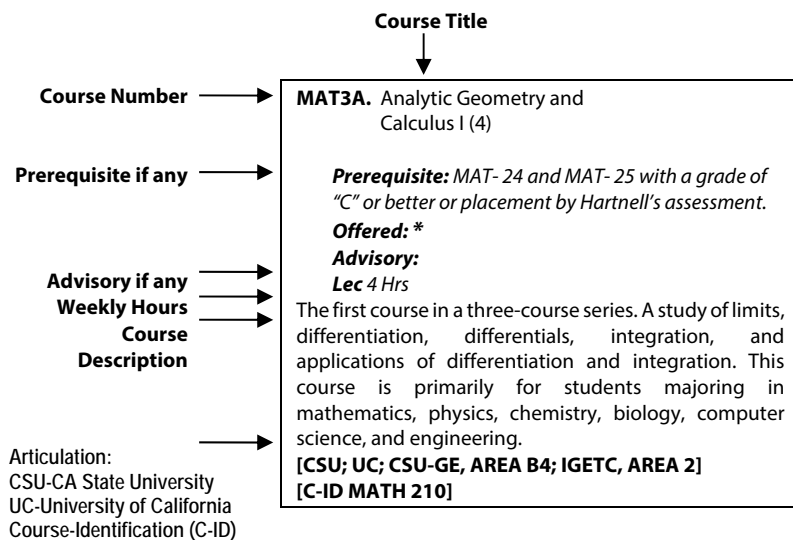 Course Title
Course Number
MAT3A. Analytic Geometry and
Calculus I (4)
Prerequisite if any
Prerequisite: MAT- 24 and MAT- 25 with a grade of
“C” or better or placement by Hartnell’s assessment.
Offered: *
Advisory if any
Advisory:
Weekly Hours
Lec 4 Hrs
Course
Description
The first course in a three-course series. A study of limits,
differentiation, differentials, integration, and
applications of differentiation and integration. This
course is primarily for students majoring in
mathematics, physics, chemistry, biology, computer
science, and engineering.
Articulation:
CSU-CA State University
UC-University of California
Course-Identification (C-ID)
[CSU; UC; CSU-GE, AREA B4; IGETC, AREA 2]
[C-ID MATH 210]